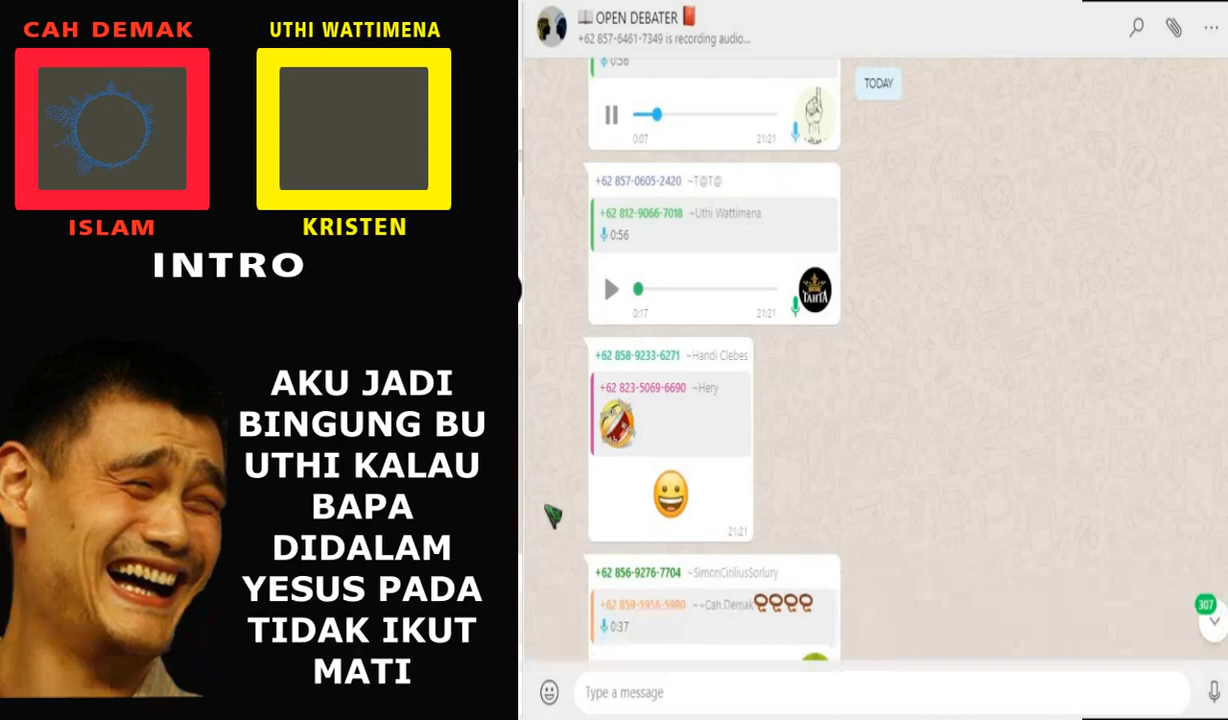 CAH DEMAK
UTHI WATTIMENA
ISLAM
KRISTEN
INTRO
AKU JADI
BINGUNG BU
UTHI KALAU
BAPA
DIDALAM
YESUS PADA
TIDAK IKUT
MATI
OPEN DEBATER
+62 857-6461-7349 is recording audio...
TODAY
0:56
0:07 21:21
+62 857-0605-2420 ~T@T@
+62 812-9066-7018 ~Uthi Wattimena
0:56
TAHTA
0:17 21:21
+62 858-9233-6271 ~Handi Clebes
+62 823-5069-6690 ~Hery
21:21
+62 856-9276-7704 ~SimonCiriliusSorlury
+62 859-5956-5980 ~~Cah.Demak
0:37
307
Type a message